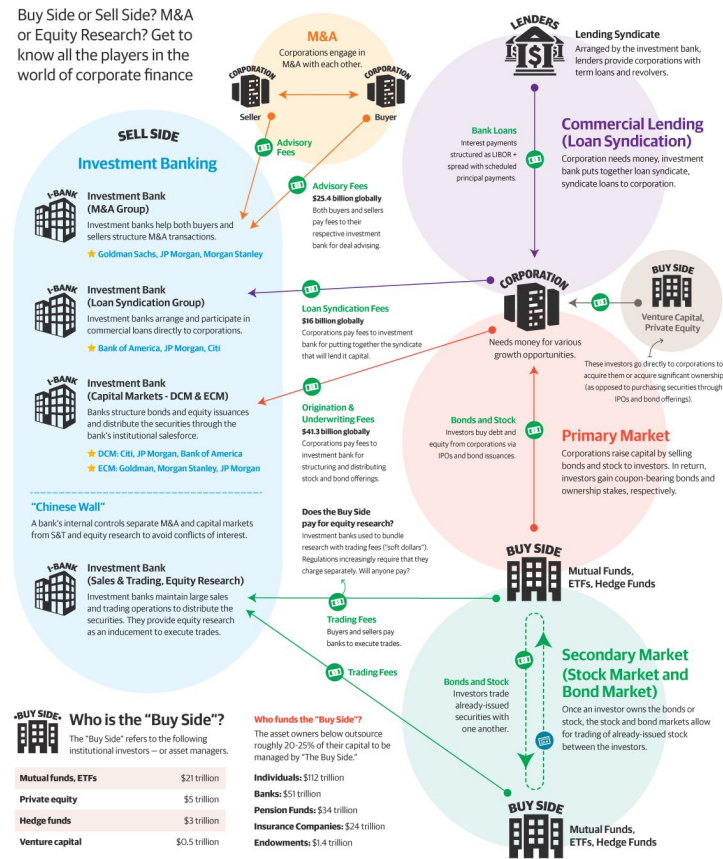 Buy Side or Sell Side? M&A
or Equity Research? Get to
know all the players in the
world of corporate finance
M&A
Corporations engage in
M&A with each other.
CORPORATION
Seller
CORPORATION
Buyer
Advisory
Fees
Advisory Fees
$25.4 billion globally
Both buyers and sellers
pay fees to their
respective investment
bank for deal advising.
LENDERS
Lending Syndicate
Arranged by the investment bank,
lenders provide corporations with
term loans and revolvers.
Bank Loans
Interest payments
structured as LIBOR +
spread with scheduled
principal payments.
Commercial Lending
(Loan Syndication)
Corporation needs money, investment
bank puts together loan syndicate,
syndicate loans to corporation.
SELL SIDE
Investment Banking
I-BANK
Investment Bank
(M&A Group)
Investment banks help both buyers and
sellers structure M&A transactions.
Goldman Sachs, JP Morgan, Morgan Stanley
I-BANK
Investment Bank
(Loan Syndication Group)
Investment banks arrange and participate in
commercial loans directly to corporations.
Bank of America, JP Morgan, Citi
Loan Syndication Fees
$16 billion globally
Corporations pay fees to investment
bank for putting together the syndicate
that will lend it capital.
CORPORATION
Needs money for various
growth opportunities.
BUY SIDE
Venture Capital,
Private Equity
These investors go directly to corporations to
acquire them or acquire significant ownership
(as opposed to purchasing securities through
IPOs and bond offerings).
I-BANK
Investment Bank
(Capital Markets - DCM & ECM)
Banks structure bonds and equity issuances
and distribute the securities through the
bank's institutional salesforce.
DCM: Citi, JP Morgan, Bank of America
ECM: Goldman, Morgan Stanley, JP Morgan
Origination &
Underwriting Fees
$41.3 billion globally
Corporations pay fees to
investment bank for
structuring and distributing
stock and bond offerings.
Bonds and Stock
Investors buy debt and
equity from corporations via
IPOs and bond issuances.
Primary Market
Corporations raise capital by selling
bonds and stock to investors. In return,
investors gain coupon-bearing bonds and
ownership stakes, respectively.
"Chinese Wall"
A bank's internal controls separate M&A and capital markets
from S&T and equity research to avoid conflicts of interest.
Does the Buy Side
pay for equity research?
Investment banks used to bundle
research with trading fees ("soft dollars").
Regulations increasingly require that they
charge separately. Will anyone pay?
I-BANK
Investment Bank
(Sales & Trading, Equity Research)
Investment banks maintain large sales
and trading operations to distribute the
securities. They provide equity research
as an inducement to execute trades.
Trading Fees
Buyers and sellers pay
banks to execute trades.
Trading Fees
BUY SIDE
Mutual Funds,
ETFs, Hedge Funds
Bonds and Stock
Investors trade
already-issued
securities with
one another.
Secondary Market
(Stock Market and
Bond Market)
Once an investor owns the bonds or
stock, the stock and bond markets allow
for trading of already-issued stock
between the investors.
BUY SIDE
Mutual Funds,
ETFs, Hedge Funds
•BUY SIDE•
Who is the "Buy Side"?
The "Buy Side" refers to the following
institutional investors — or asset managers.
Mutual funds, ETFs $21 trillion
Private equity $5 trillion
Hedge funds $3 trillion
Venture capital $0.5 trillion
Who funds the "Buy Side"?
The asset owners below outsource
roughly 20-25% of their capital to be
managed by "The Buy Side."
Individuals: $112 trillion
Banks: $51 trillion
Pension Funds: $34 trillion
Insurance Companies: $24 trillion
Endowments: $1.4 trillion